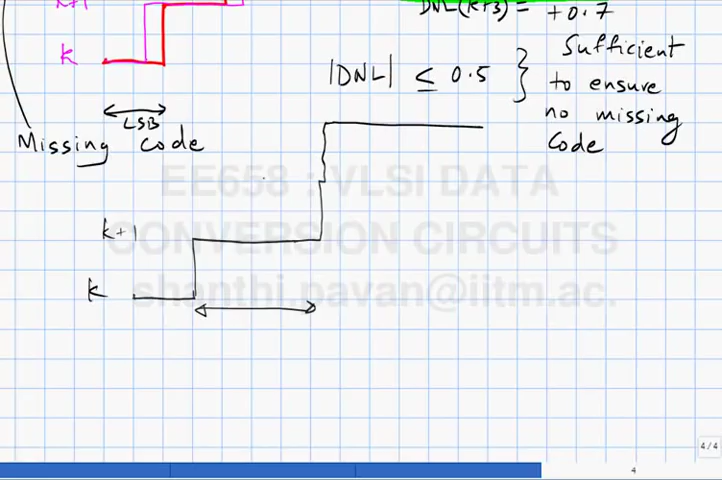 k+1
DNL(k+3) = +0.7
k
|DNL| ≤ 0.5 } Sufficient
to ensure
no missing
Code
LSB
Missing Code
EE658 : VLSI DATA
CONVERSION CIRCUITS
shanthi.pavan@iitm.ac.
k+1
k
4/4
4